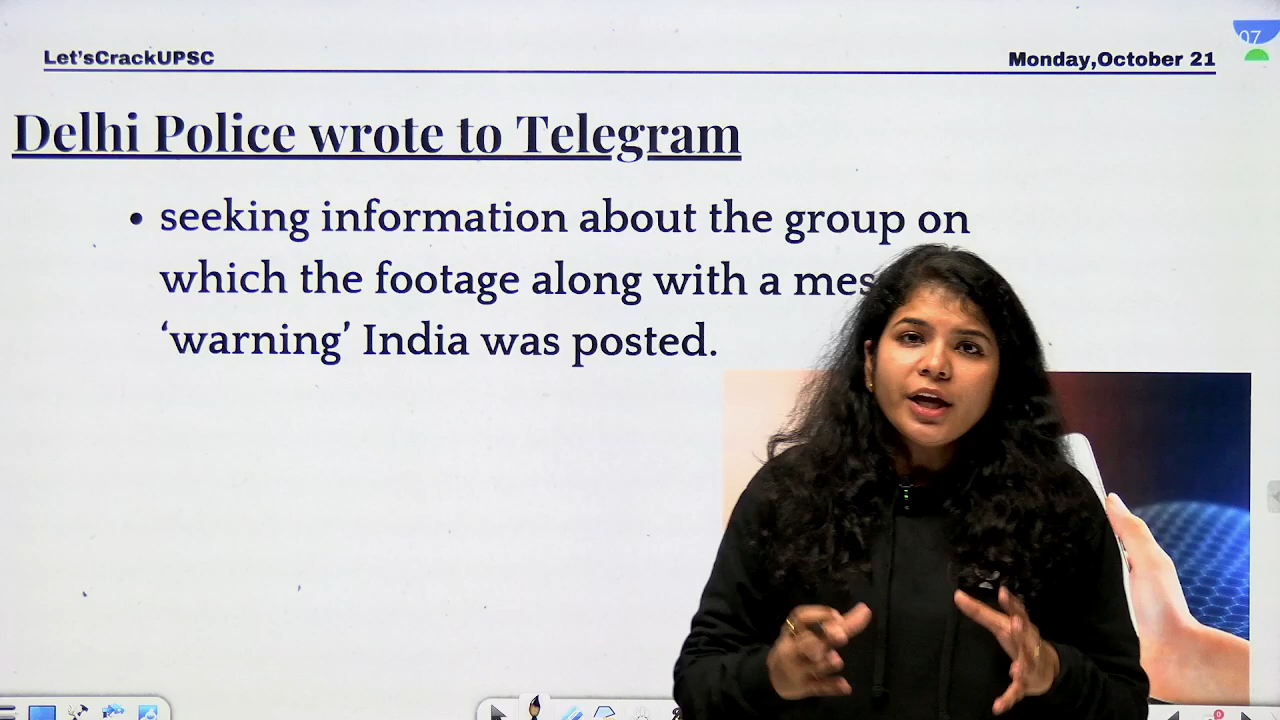 Let'sCrackUPSC
Monday,October 21
07
Delhi Police wrote to Telegram
• seeking information about the group on
which the footage along with a mes
‘warning’ India was posted.